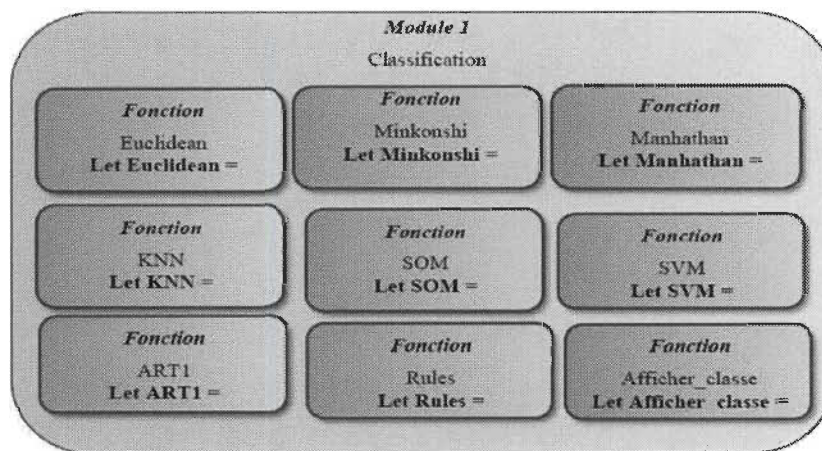 Module 1
Classification
Fonction
Euclidean
Let Euclidean =
Fonction
Minkonshi
Let Minkonshi =
Fonction
Manhathan
Let Manhathan =
Fonction
KNN
Let KNN =
Fonction
SOM
Let SOM =
Fonction
SVM
Let SVM =
Fonction
ART1
Let ART1 =
Fonction
Rules
Let Rules =
Fonction
Afficher_classe
Let Afficher_classe =